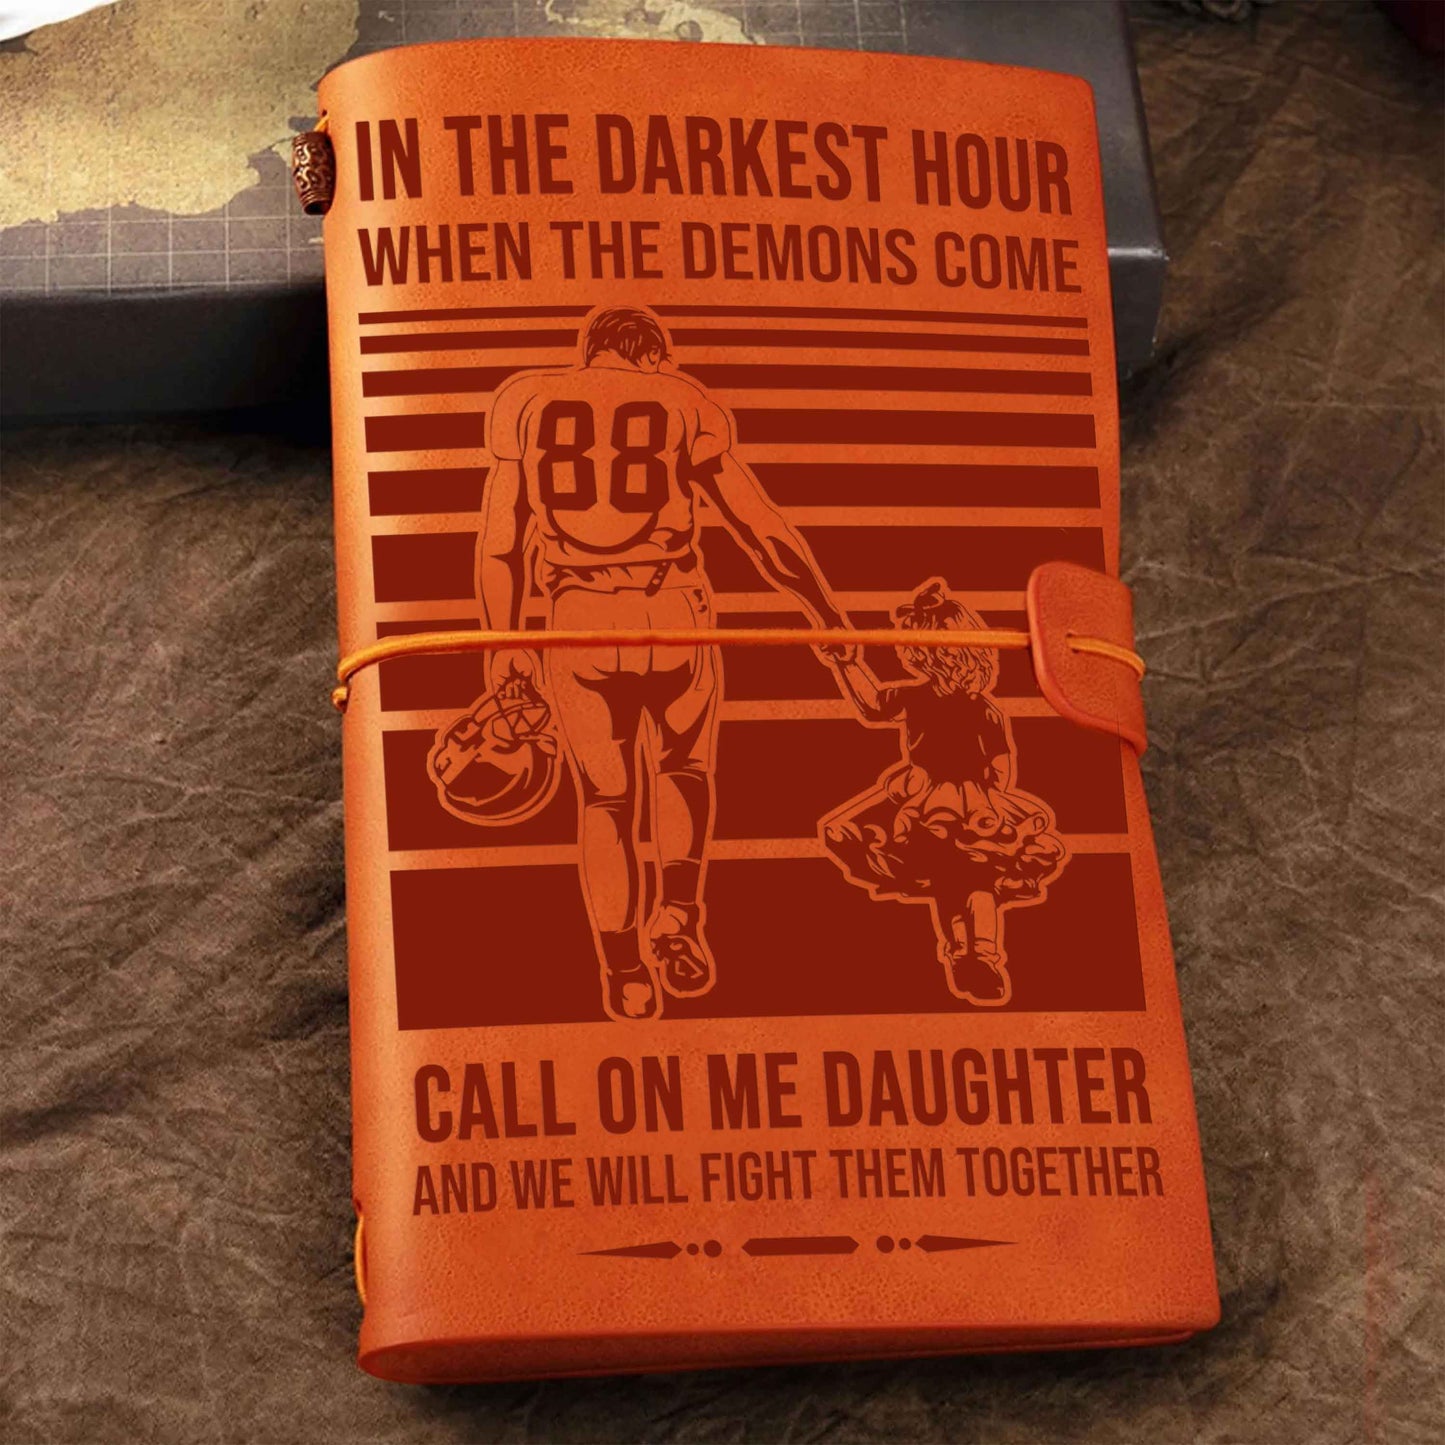 IN THE DARKEST HOUR
WHEN THE DEMONS COME
88
CALL ON ME DAUGHTER
AND WE WILL FIGHT THEM TOGETHER